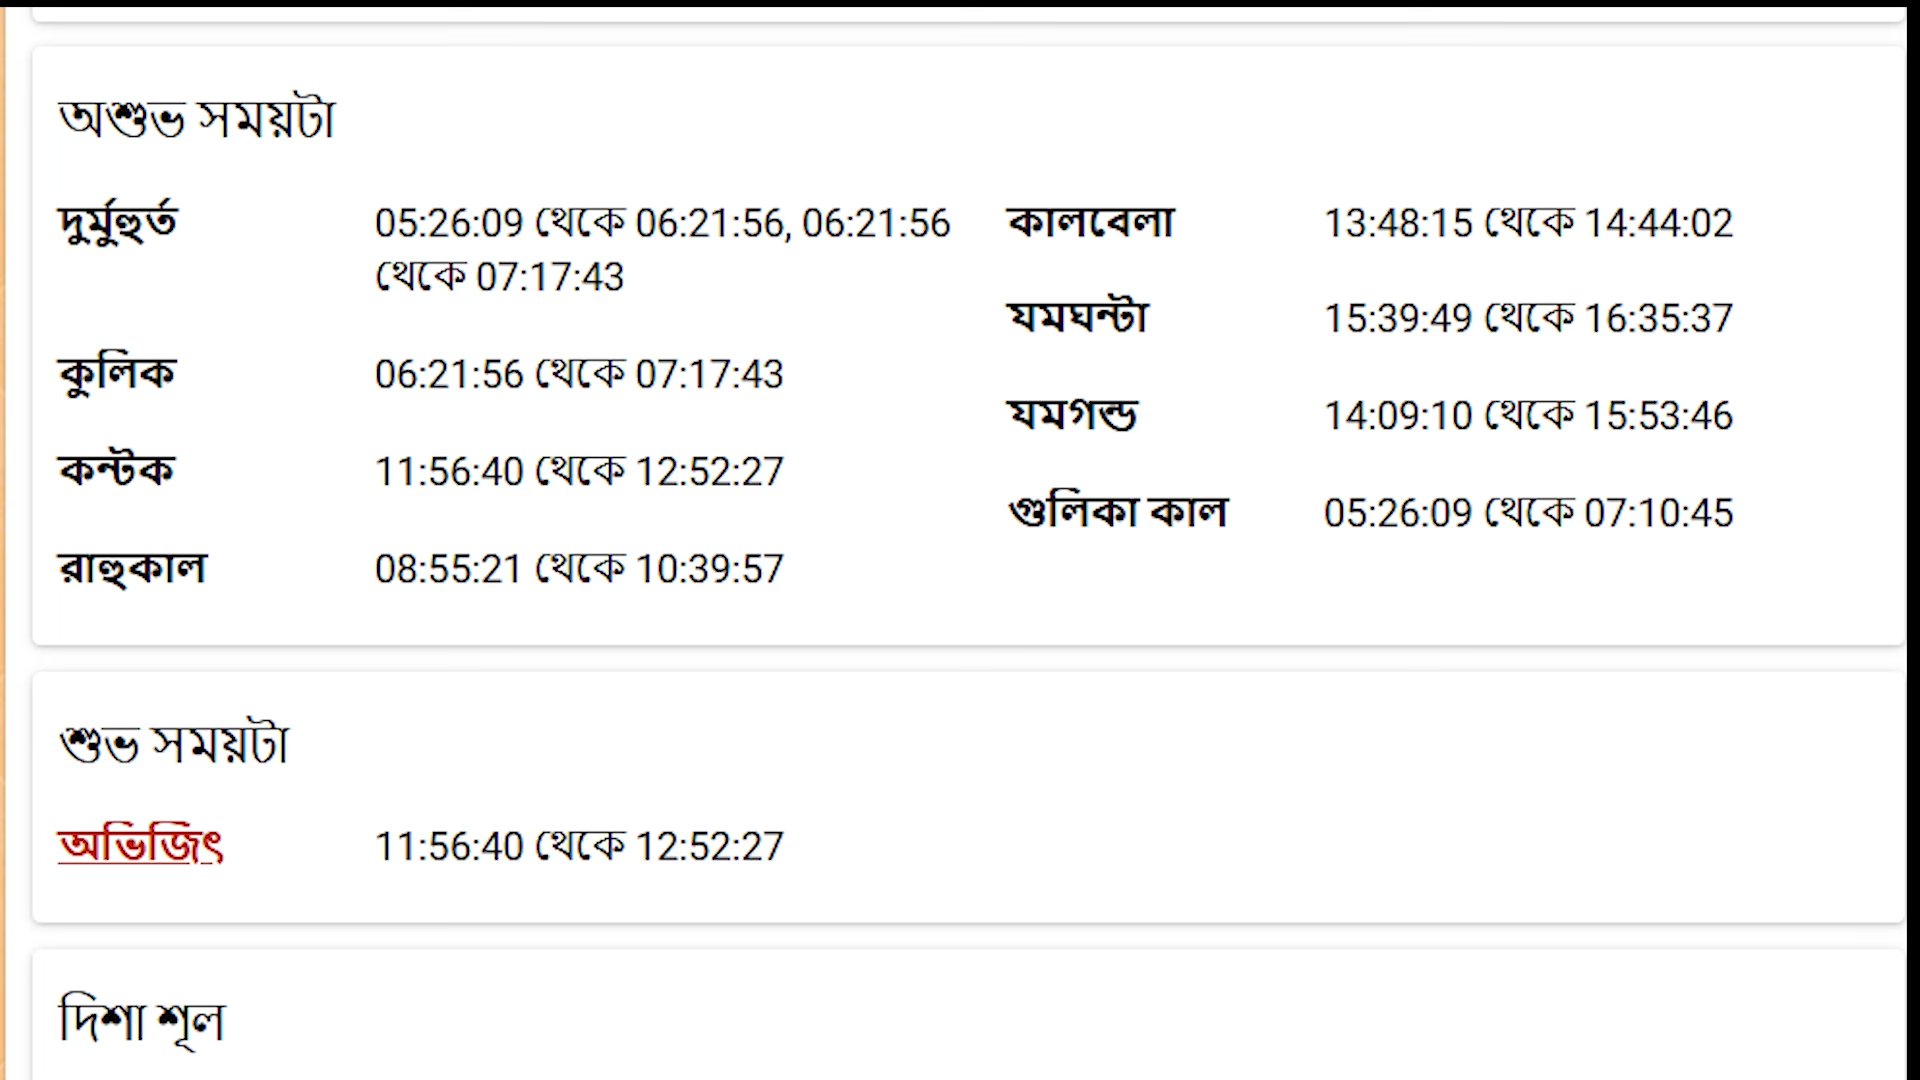 অশুভ সময়টা
দুর্মুহুর্ত 05:26:09 থেকে 06:21:56, 06:21:56
থেকে 07:17:43
কুলিক 06:21:56 থেকে 07:17:43
কন্টক 11:56:40 থেকে 12:52:27
রাহুকাল 08:55:21 থেকে 10:39:57
কালবেলা 13:48:15 থেকে 14:44:02
যমঘন্টা 15:39:49 থেকে 16:35:37
যমগন্ড 14:09:10 থেকে 15:53:46
গুলিকা কাল 05:26:09 থেকে 07:10:45
শুভ সময়টা
অভিজিৎ 11:56:40 থেকে 12:52:27
দিশা শূল